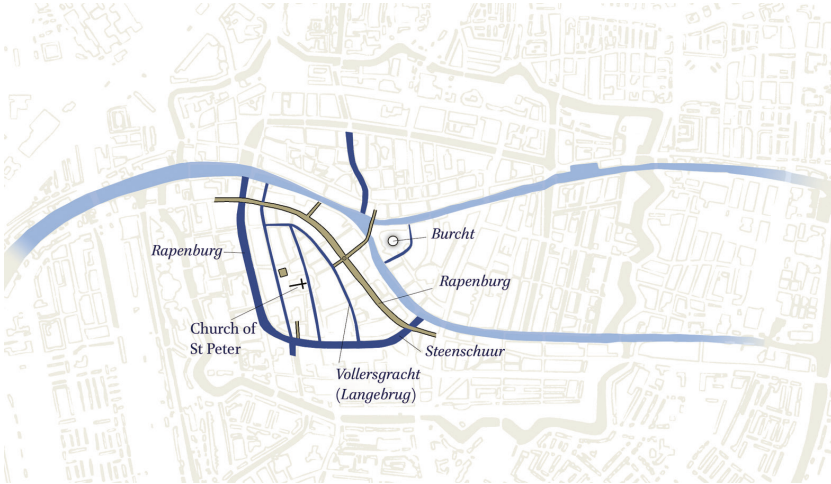 Burcht
Rapenburg
Rapenburg
Church of
St Peter
Steenschuur
Vollersgracht
(Langebrug)